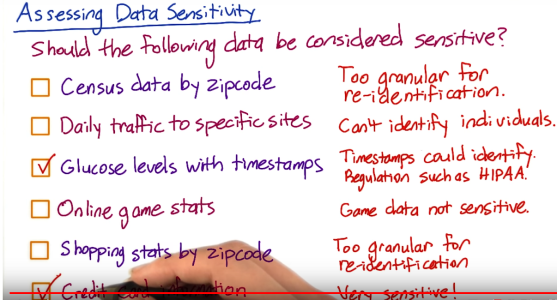 Assessing Data Sensitivity
Should the following data be considered sensitive?
Census data by zipcode
Too granular for
re-identification.
Daily traffic to specific sites
Can't identify individuals.
Glucose levels with timestamps
Timestamps could identify.
Regulation such as HIPAA.
Online game stats
Game data not sensitive.
Shopping stats by zipcode
Too granular for
re-identification
Credit
Very sensitive!